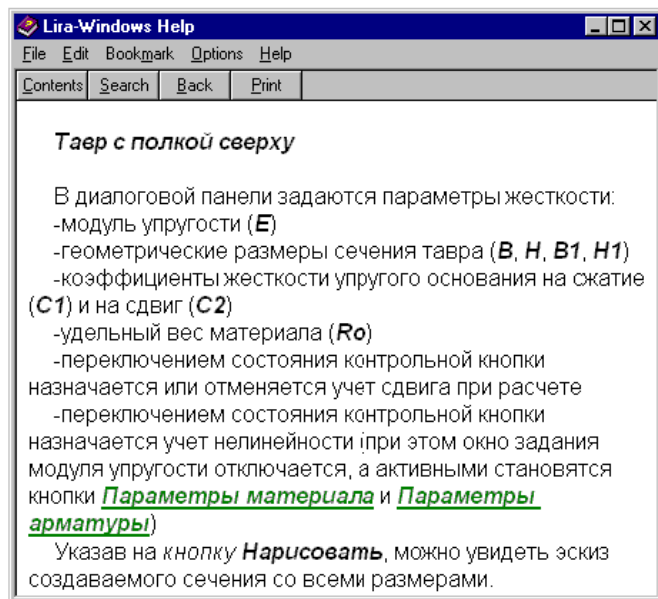 Lira-Windows Help
File Edit Bookmark Options Help
Contents Search Back Print
Тавр с полкой сверху
В диалоговой панели задаются параметры жесткости:
-модуль упругости (E)
-геометрические размеры сечения тавра (B, H, B1, H1)
-коэффициенты жесткости упругого основания на сжатие
(C1) и на сдвиг (C2)
-удельный вес материала (Ro)
-переключением состояния контрольной кнопки
назначается или отменяется учет сдвига при расчете
-переключением состояния контрольной кнопки
назначается учет нелинейности (при этом окно задания
модуля упругости отключается, а активными становятся
кнопки Параметры материала и Параметры
арматуры)
Указав на кнопку Нарисовать, можно увидеть эскиз
создаваемого сечения со всеми размерами.